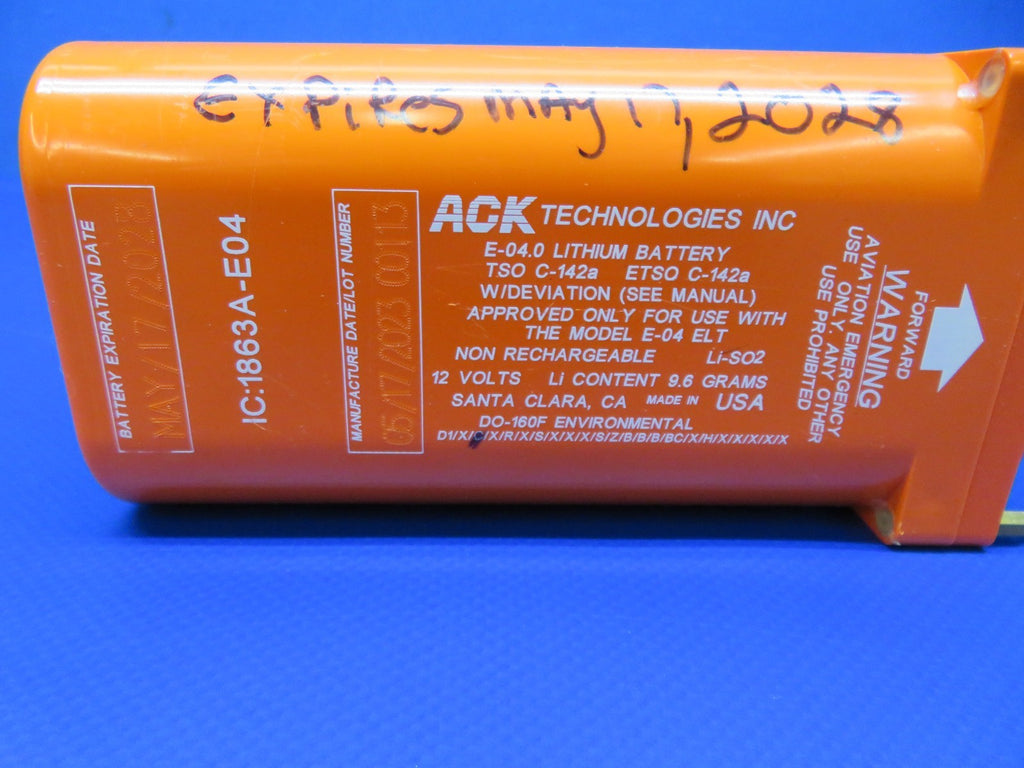 EXPIRES MAY 17, 2028
BATTERY EXPIRATION DATE
MAY/17/2028
IC:1863A-E04
MANUFACTURE DATE/LOT NUMBER
05/17/2023 00113
ACK TECHNOLOGIES INC
E-04.0 LITHIUM BATTERY
TSO C-142a ETSO C-142a
W/DEVIATION (SEE MANUAL)
APPROVED ONLY FOR USE WITH
THE MODEL E-04 ELT
NON RECHARGEABLE Li-SO2
12 VOLTS Li CONTENT 9.6 GRAMS
SANTA CLARA, CA MADE IN USA
DO-160F ENVIRONMENTAL
D1/X/C/X/R/X/S/X/X/X/S/Z/B/B/B/BC/X/H/X/X/X/X/X
FORWARD
WARNING
AVIATION EMERGENCY
USE ONLY, ANY OTHER
USE PROHIBITED